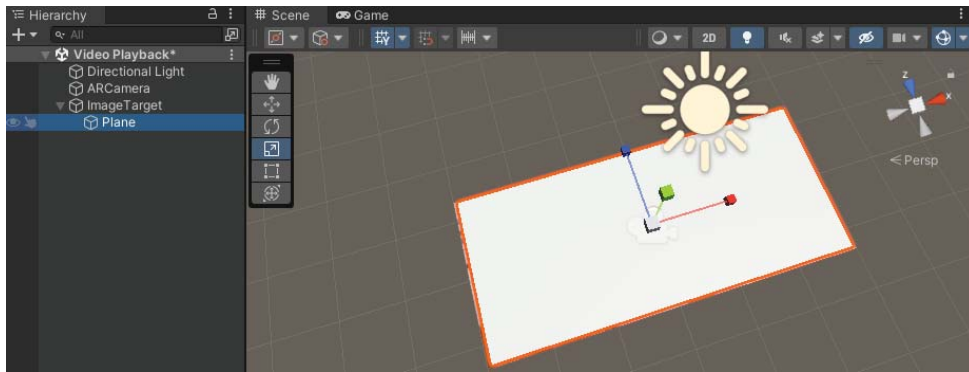 Hierarchy
All
Video Playback*
Directional Light
ARCamera
ImageTarget
Plane
Scene
Game
2D
z
x
Persp